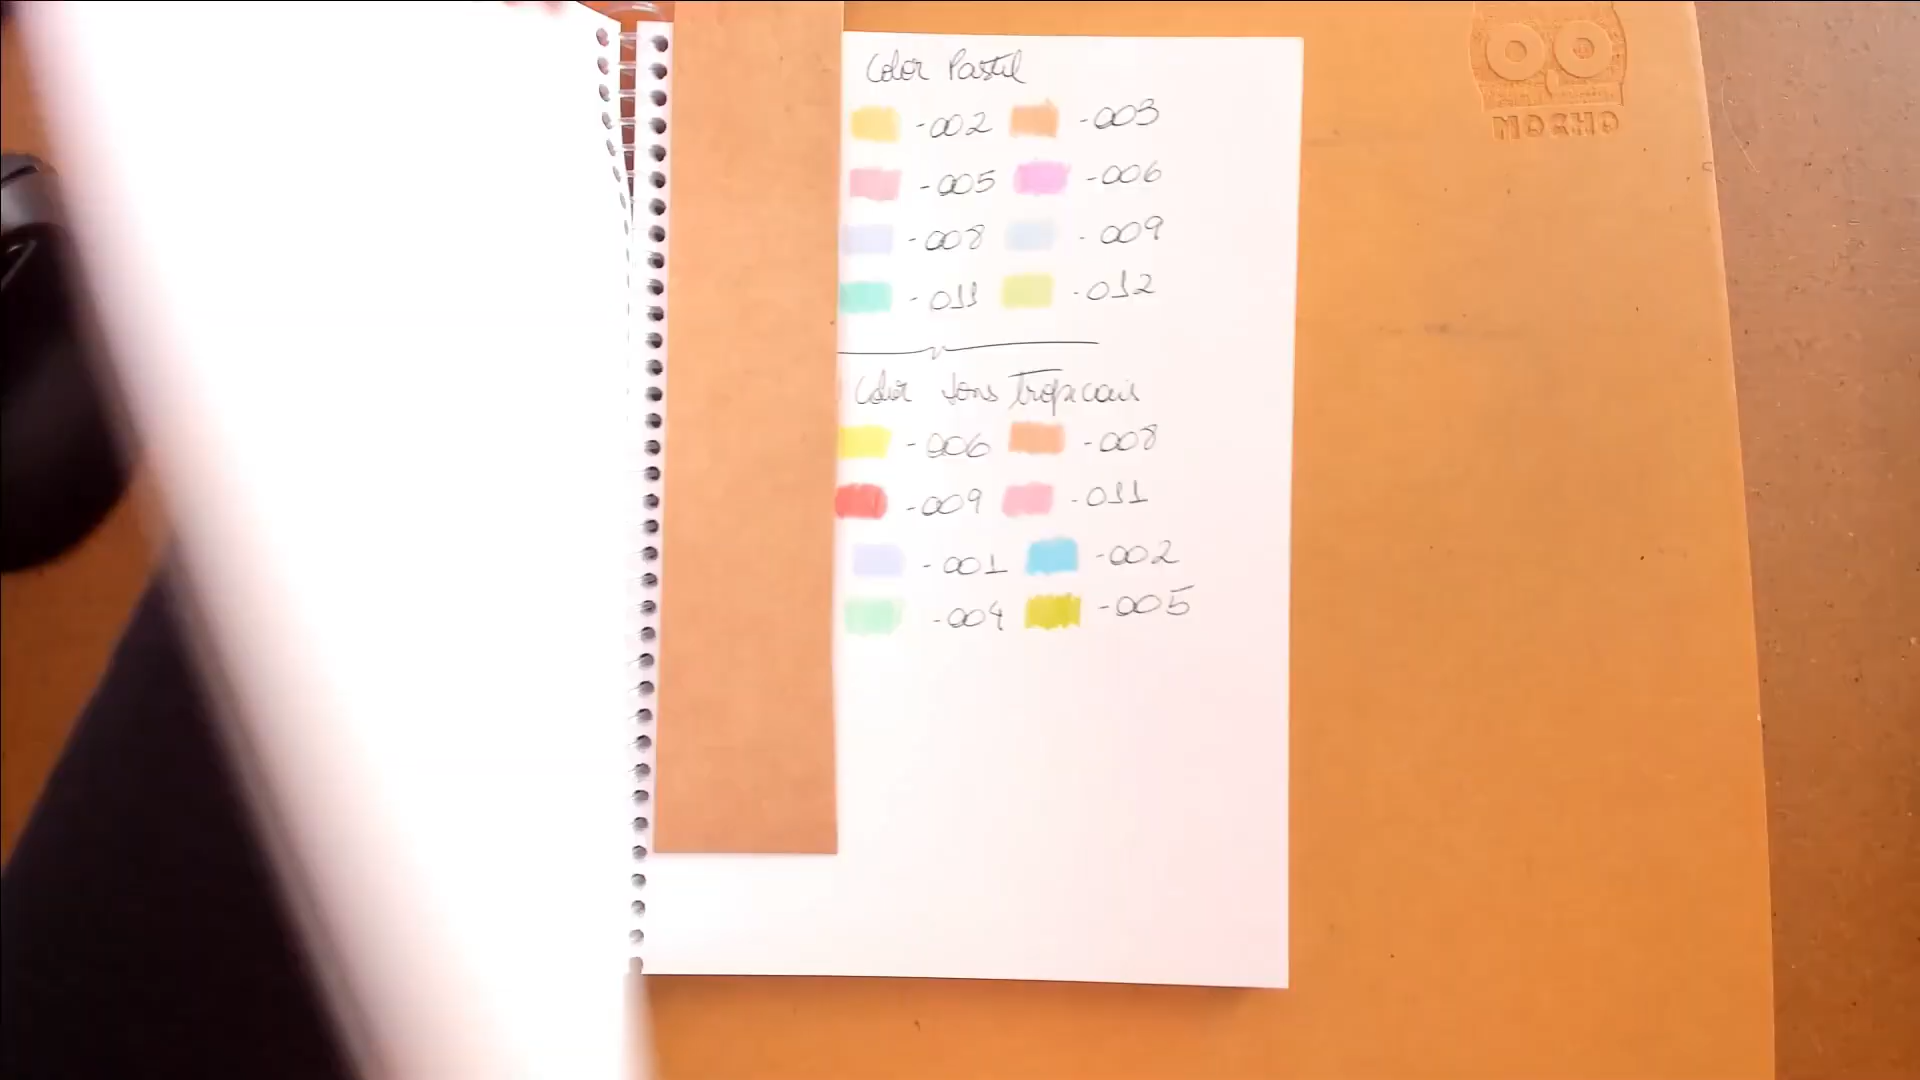 Color Pastel
-002 -003
-005 -006
-008 -009
-011 -012
Color tons tropicais
-006 -008
-009 -011
-001 -002
-004 -005
MOCHO